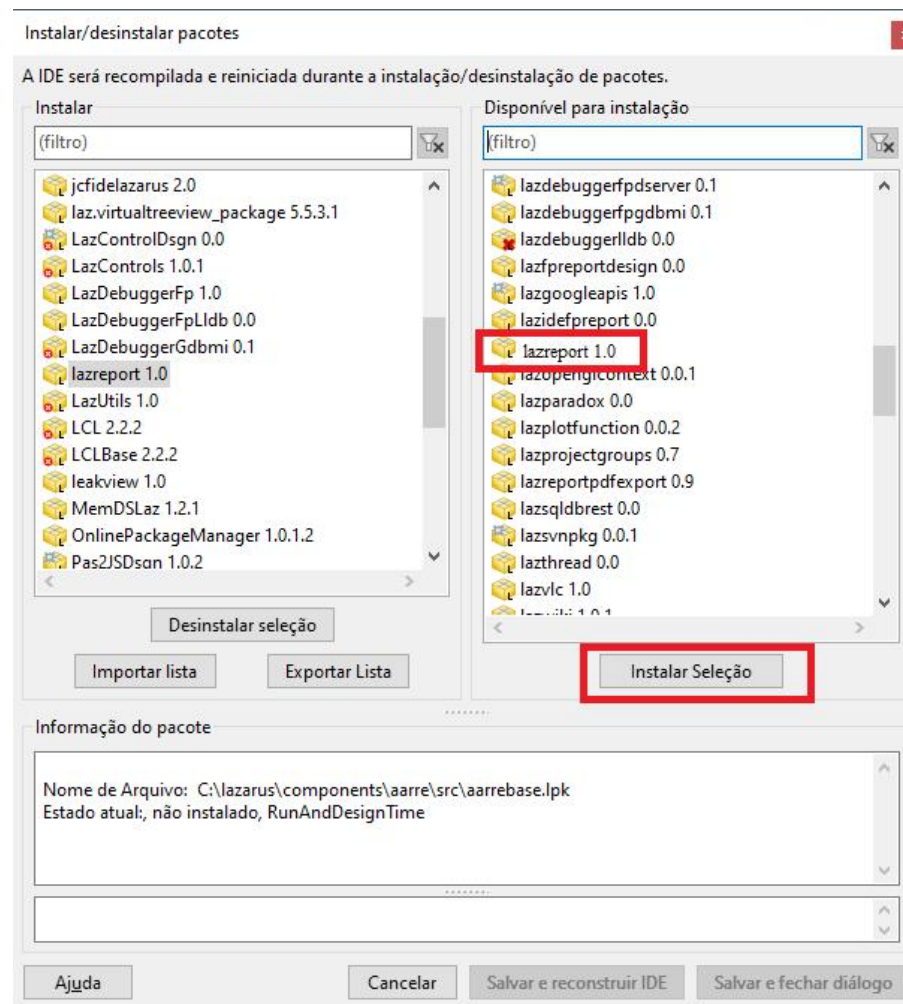 Instalar/desinstalar pacotes
A IDE será recompilada e reiniciada durante a instalação/desinstalação de pacotes.
Instalar
(filtro)
jcfidelazarus 2.0
laz.virtualtreeview_package 5.5.3.1
LazControlDsgn 0.0
LazControls 1.0.1
LazDebuggerFp 1.0
LazDebuggerFpLldb 0.0
LazDebuggerGdbmi 0.1
lazreport 1.0
LazUtils 1.0
LCL 2.2.2
LCLBase 2.2.2
leakview 1.0
MemDSLaz 1.2.1
OnlinePackageManager 1.0.1.2
Pas2JSDsgn 1.0.2
Desinstalar seleção
Importar lista
Exportar Lista
Disponível para instalação
(filtro)
lazdebuggerfpdserver 0.1
lazdebuggerfpgdbmi 0.1
lazdebuggerlldb 0.0
lazfpreportdesign 0.0
lazgoogleapis 1.0
lazidefpreport 0.0
lazreport 1.0
lazopenglcontext 0.0.1
lazparadox 0.0
lazplotfunction 0.0.2
lazprojectgroups 0.7
lazreportpdfexport 0.9
lazsqldbrest 0.0
lazsvnpkg 0.0.1
lazthread 0.0
lazvlc 1.0
lazwiki 1.0.1
Instalar Seleção
Informação do pacote
Nome de Arquivo: C:\lazarus\components\aarre\src\aarrebase.lpk
Estado atual:, não instalado, RunAndDesignTime
Ajuda
Cancelar
Salvar e reconstruir IDE
Salvar e fechar diálogo